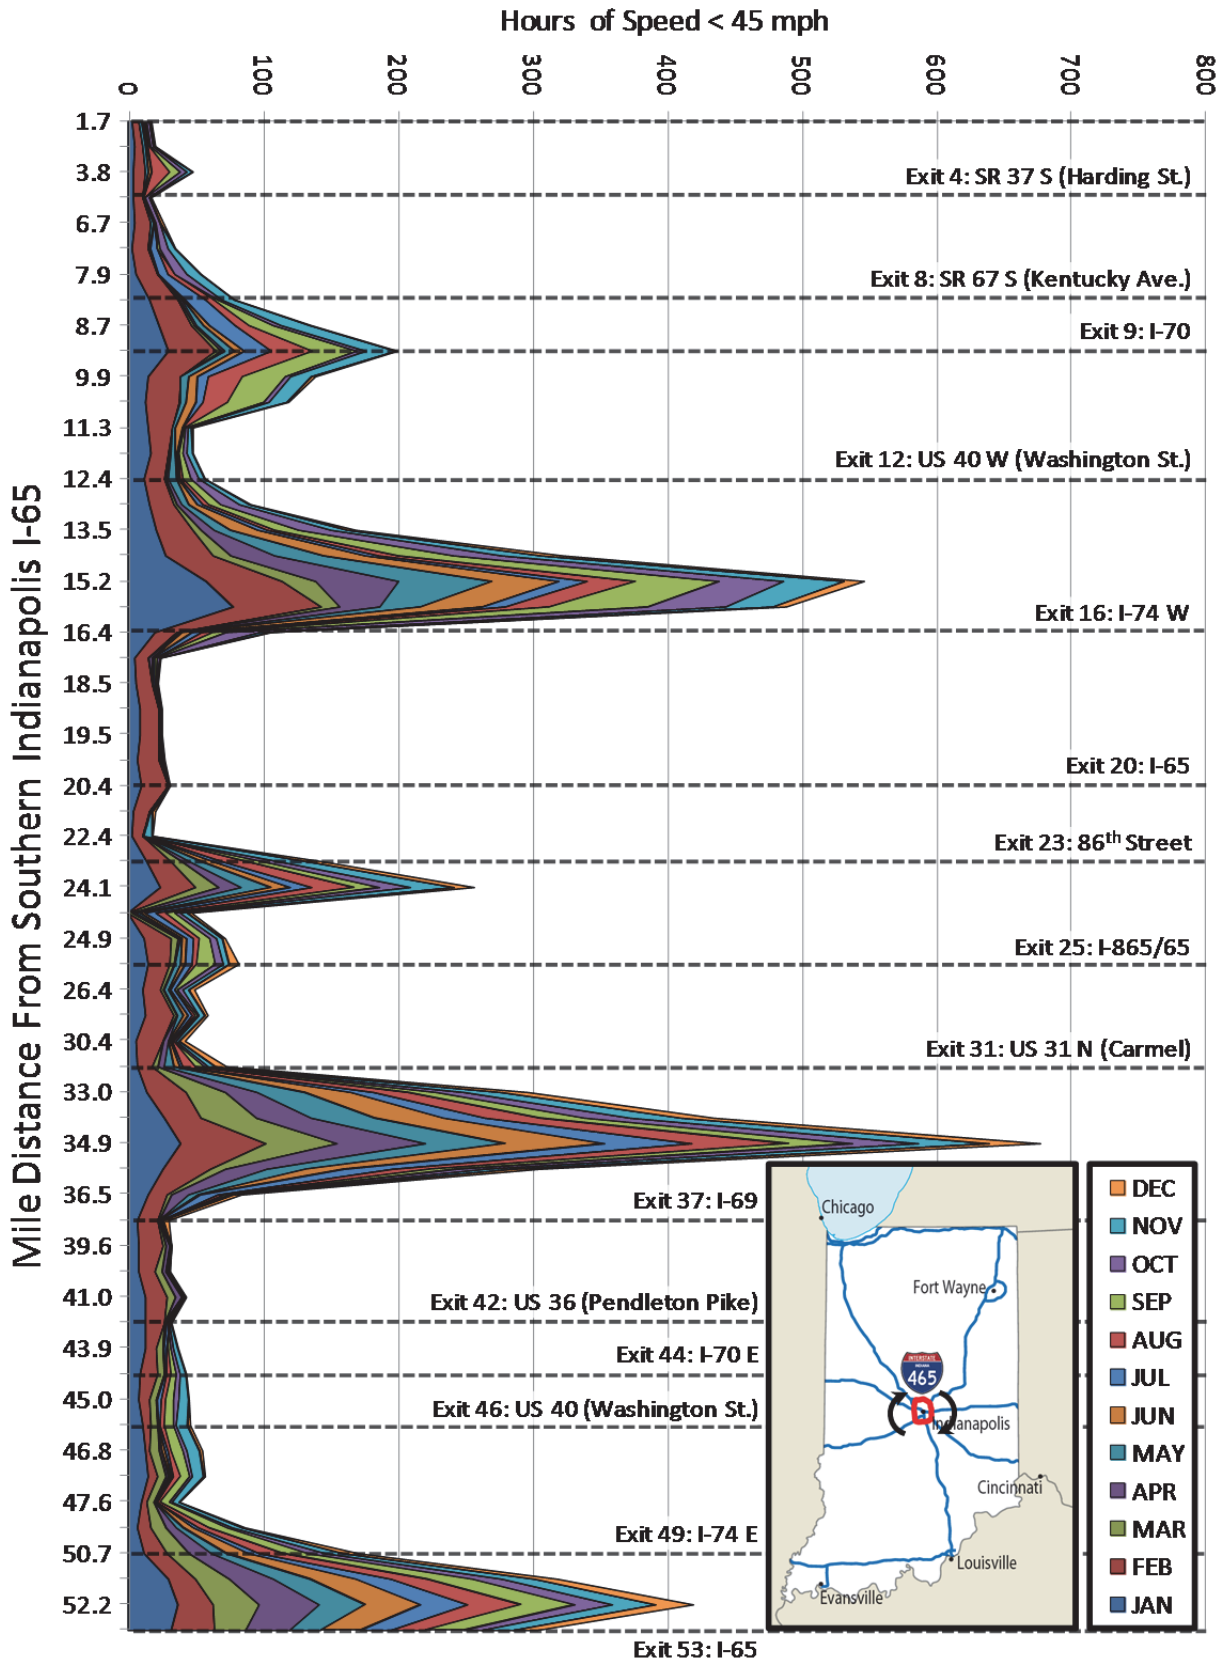 Hours of Speed < 45 mph
0
100
200
300
400
500
600
700
800
Mile Distance From Southern Indianapolis I-65
1.7
3.8
6.7
7.9
8.7
9.9
11.3
12.4
13.5
15.2
16.4
18.5
19.5
20.4
22.4
24.1
24.9
26.4
30.4
33.0
34.9
36.5
39.6
41.0
43.9
45.0
46.8
47.6
50.7
52.2
Exit 4: SR 37 S (Harding St.)
Exit 8: SR 67 S (Kentucky Ave.)
Exit 9: I-70
Exit 12: US 40 W (Washington St.)
Exit 16: I-74 W
Exit 20: I-65
Exit 23: 86th Street
Exit 25: I-865/65
Exit 31: US 31 N (Carmel)
Exit 37: I-69
Exit 42: US 36 (Pendleton Pike)
Exit 44: I-70 E
Exit 46: US 40 (Washington St.)
Exit 49: I-74 E
Exit 53: I-65
Chicago
Fort Wayne
INTERSTATE
INDIANA
465
Indianapolis
Cincinnati
Louisville
Evansville
DEC
NOV
OCT
SEP
AUG
JUL
JUN
MAY
APR
MAR
FEB
JAN